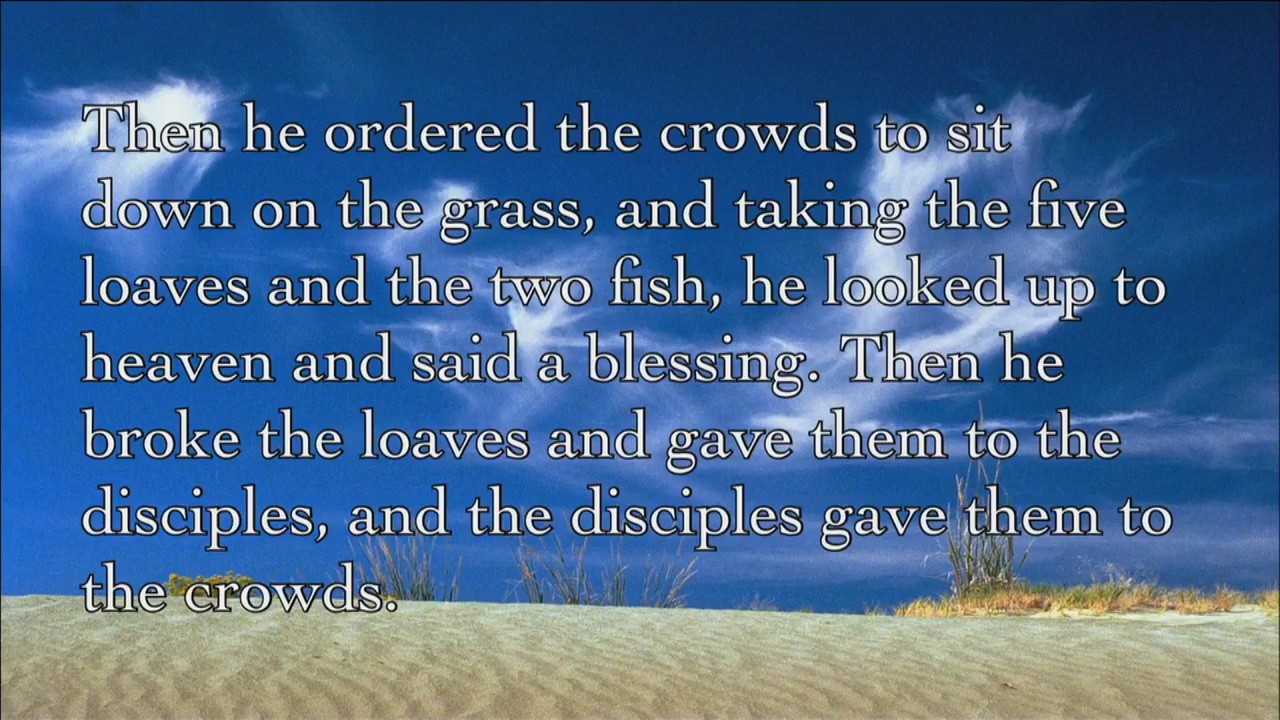 Then he ordered the crowds to sit
down on the grass, and taking the five
loaves and the two fish, he looked up to
heaven and said a blessing. Then he
broke the loaves and gave them to the
disciples, and the disciples gave them to
the crowds.